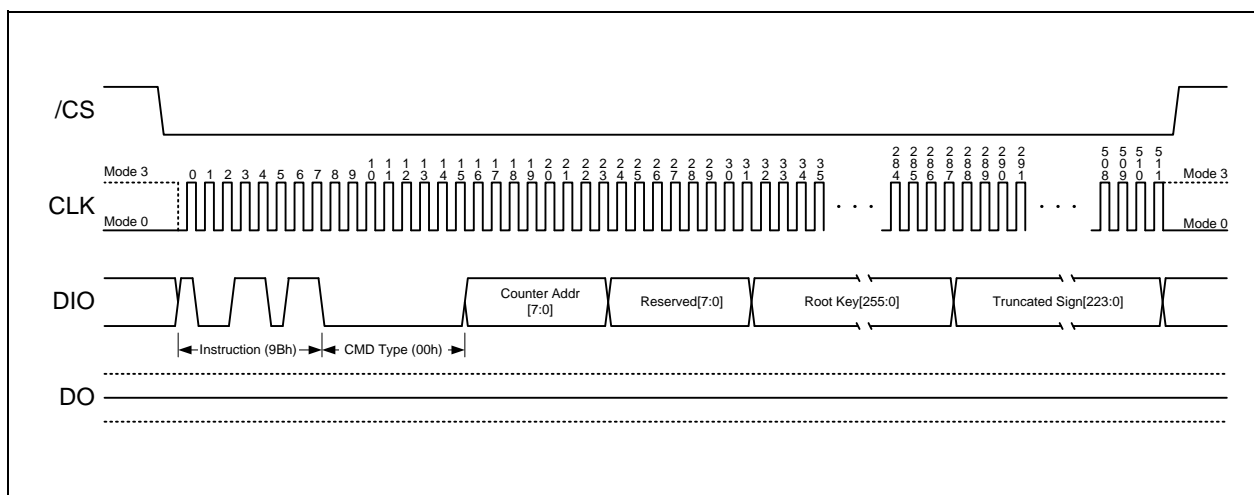 /CS
Mode 3
0 1 2 3 4 5 6 7 8 9 10 11 12 13 14 15 16 17 18 19 20 21 22 23 24 25 26 27 28 29 30 31 32 33 34 35 284 285 286 287 288 289 290 291 508 509 510 511
Mode 3
CLK
. . .
. . .
Mode 0
Mode 0
DIO
Counter Addr
[7:0]
Reserved[7:0]
Root Key[255:0]
Truncated Sign[223:0]
Instruction (9Bh)
CMD Type (00h)
DO